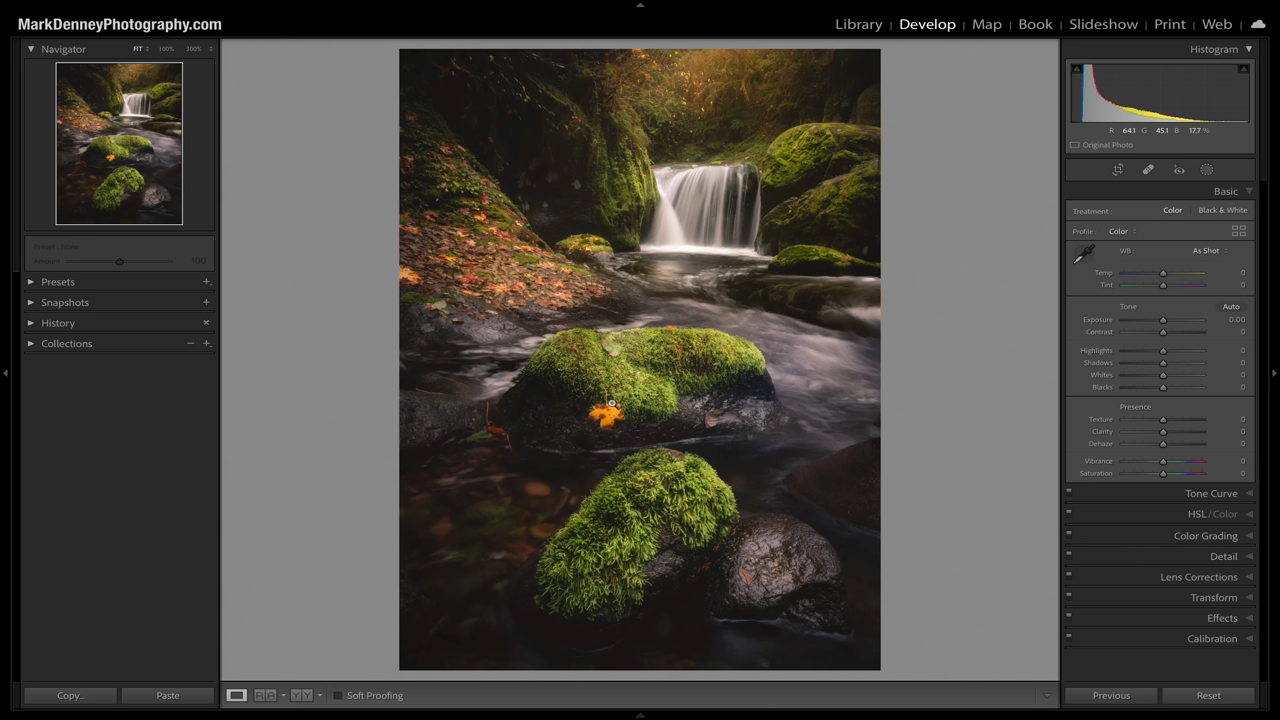 MarkDenneyPhotography.com
Library | Develop | Map | Book | Slideshow | Print | Web
Navigator FIT 100% 300%
Preset: None
Amount 100
Presets
Snapshots
History
Collections
Copy... Paste
Soft Proofing
Histogram
R 64.1 G 45.1 B 17.7 %
Original Photo
Basic
Treatment : Color Black & White
Profile : Color
WB : As Shot
Temp 0
Tint 0
Tone Auto
Exposure 0.00
Contrast 0
Highlights 0
Shadows 0
Whites 0
Blacks 0
Presence
Texture 0
Clarity 0
Dehaze 0
Vibrance 0
Saturation 0
Tone Curve
HSL / Color
Color Grading
Detail
Lens Corrections
Transform
Effects
Calibration
Previous Reset